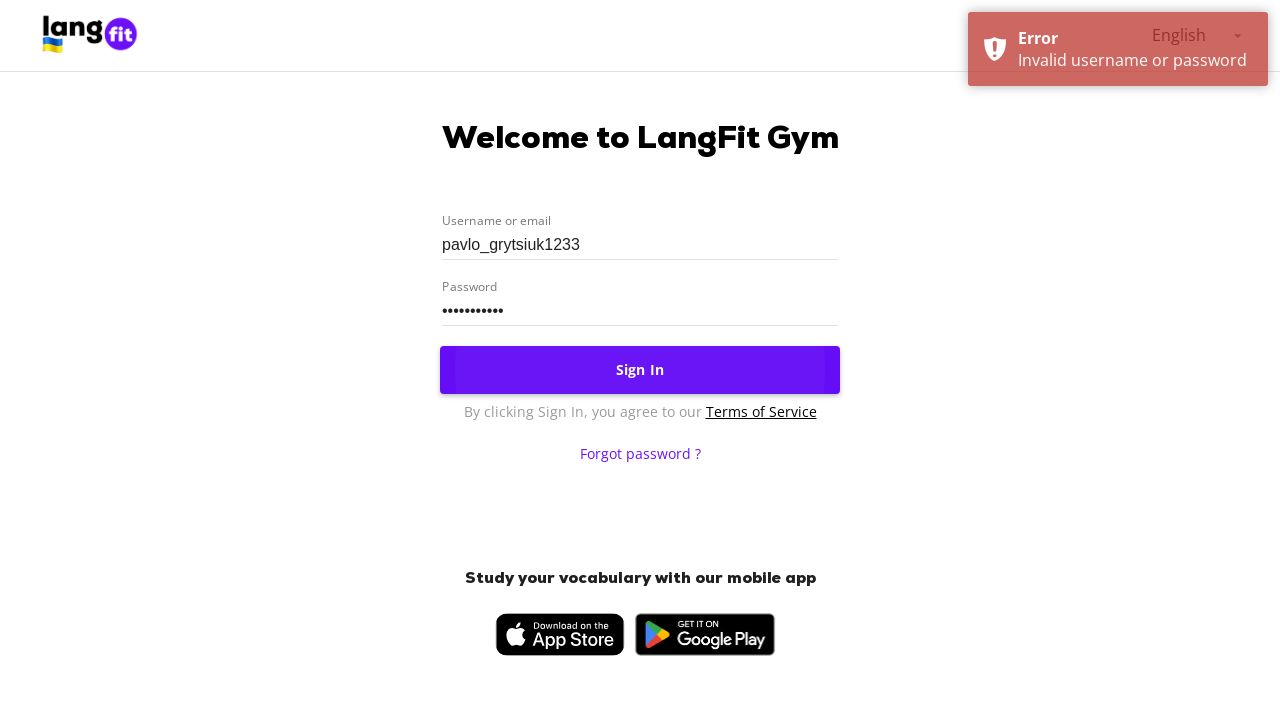 lang
fit
English
Error
Invalid username or password
Welcome to LangFit Gym
Username or email
pavlo_grytsiuk1233
Password
•••••••••••
Sign In
By clicking Sign In, you agree to our Terms of Service
Forgot password ?
Study your vocabulary with our mobile app
Download on the
App Store
GET IT ON
Google Play